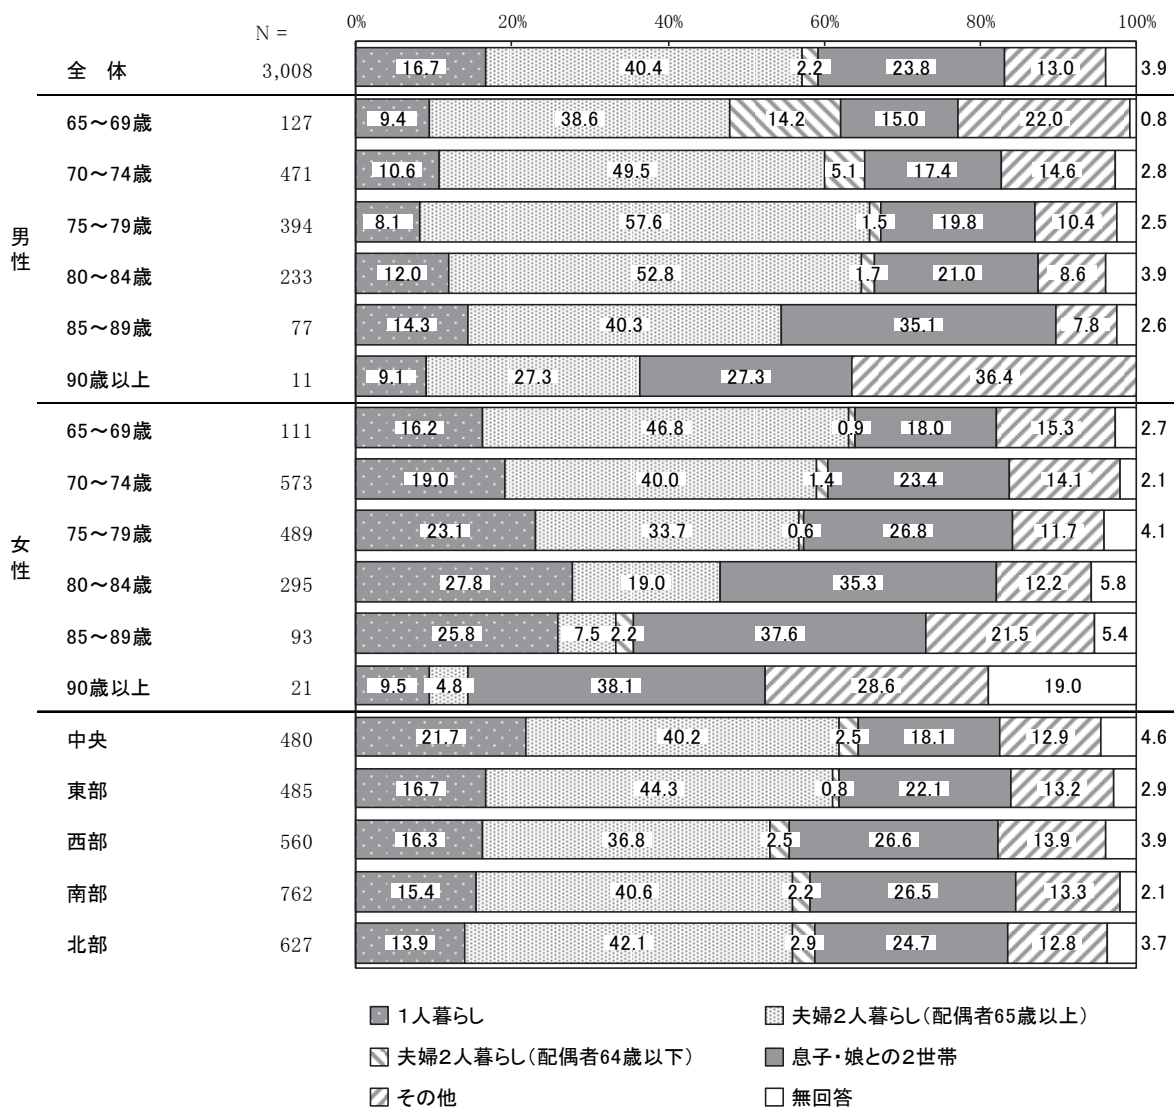 0% 20% 40% 60% 80% 100%
N =
全 体 3,008 16.7 40.4 2.2 23.8 13.0 3.9
男性
65～69歳 127 9.4 38.6 14.2 15.0 22.0 0.8
70～74歳 471 10.6 49.5 5.1 17.4 14.6 2.8
75～79歳 394 8.1 57.6 1.5 19.8 10.4 2.5
80～84歳 233 12.0 52.8 1.7 21.0 8.6 3.9
85～89歳 77 14.3 40.3 35.1 7.8 2.6
90歳以上 11 9.1 27.3 27.3 36.4
女性
65～69歳 111 16.2 46.8 0.9 18.0 15.3 2.7
70～74歳 573 19.0 40.0 1.4 23.4 14.1 2.1
75～79歳 489 23.1 33.7 0.6 26.8 11.7 4.1
80～84歳 295 27.8 19.0 35.3 12.2 5.8
85～89歳 93 25.8 7.5 2.2 37.6 21.5 5.4
90歳以上 21 9.5 4.8 38.1 28.6 19.0
中央 480 21.7 40.2 2.5 18.1 12.9 4.6
東部 485 16.7 44.3 0.8 22.1 13.2 2.9
西部 560 16.3 36.8 2.5 26.6 13.9 3.9
南部 762 15.4 40.6 2.2 26.5 13.3 2.1
北部 627 13.9 42.1 2.9 24.7 12.8 3.7
１人暮らし 夫婦２人暮らし（配偶者65歳以上）
夫婦２人暮らし（配偶者64歳以下） 息子・娘との２世帯
その他 無回答